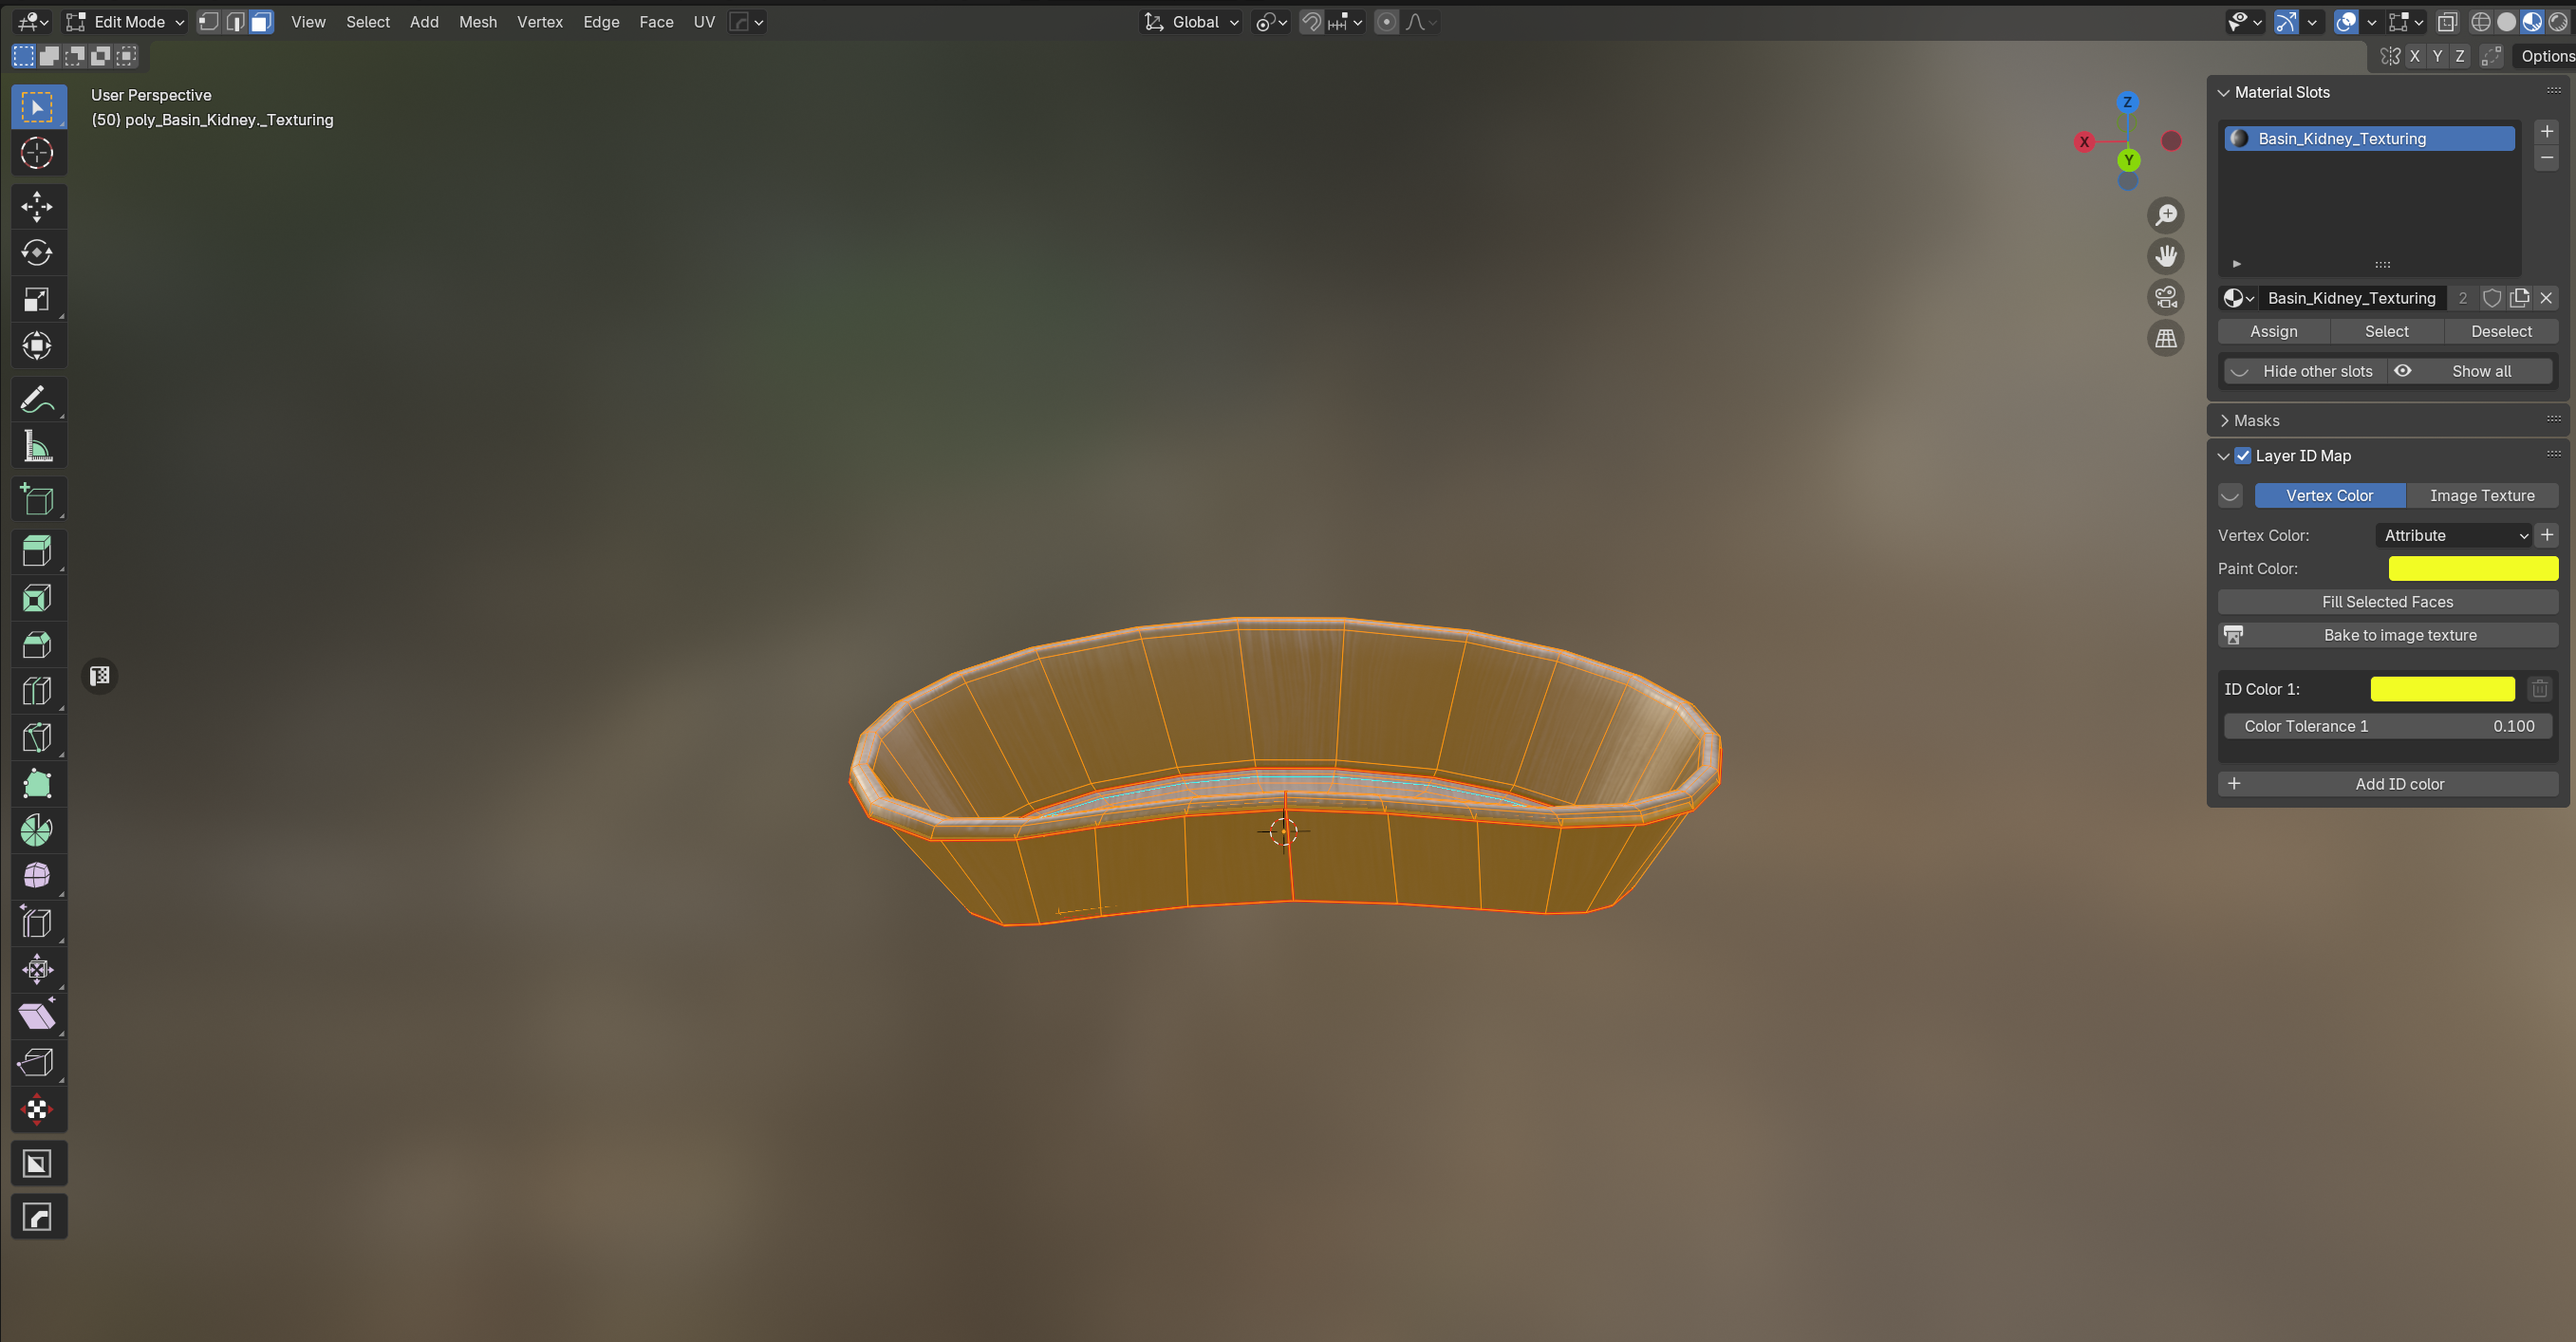 Edit Mode View Select Add Mesh Vertex Edge Face UV Global
X Y Z Options
User Perspective
(50) poly_Basin_Kidney._Texturing
Z
X
Y
Material Slots
Basin_Kidney_Texturing
Basin_Kidney_Texturing 2
Assign Select Deselect
Hide other slots Show all
Masks
Layer ID Map
Vertex Color Image Texture
Vertex Color: Attribute
Paint Color:
Fill Selected Faces
Bake to image texture
ID Color 1:
Color Tolerance 1 0.100
Add ID color